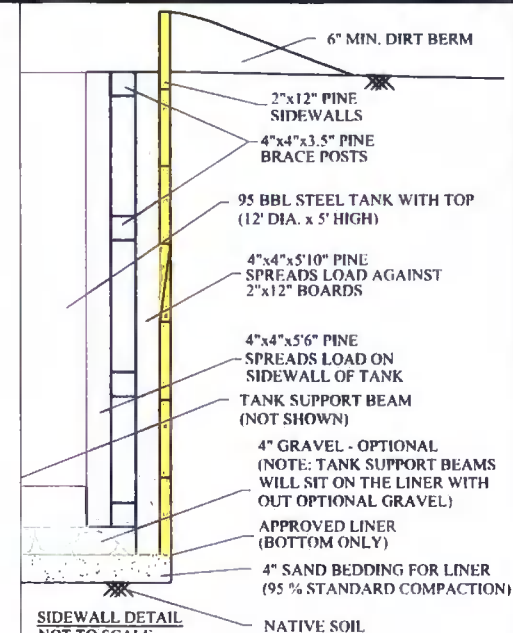 6" MIN. DIRT BERM
2"x12" PINE
SIDEWALLS
4"x4"x3.5" PINE
BRACE POSTS
95 BBL STEEL TANK WITH TOP
(12' DIA. x 5' HIGH)
4"x4"x5'10" PINE
SPREADS LOAD AGAINST
2"x12" BOARDS
4"x4"x5'6" PINE
SPREADS LOAD ON
SIDEWALL OF TANK
TANK SUPPORT BEAM
(NOT SHOWN)
4" GRAVEL - OPTIONAL
(NOTE: TANK SUPPORT BEAMS
WILL SIT ON THE LINER WITH
OUT OPTIONAL GRAVEL)
APPROVED LINER
(BOTTOM ONLY)
4" SAND BEDDING FOR LINER
(95 % STANDARD COMPACTION)
NATIVE SOIL
SIDEWALL DETAIL
NOT TO SCALE